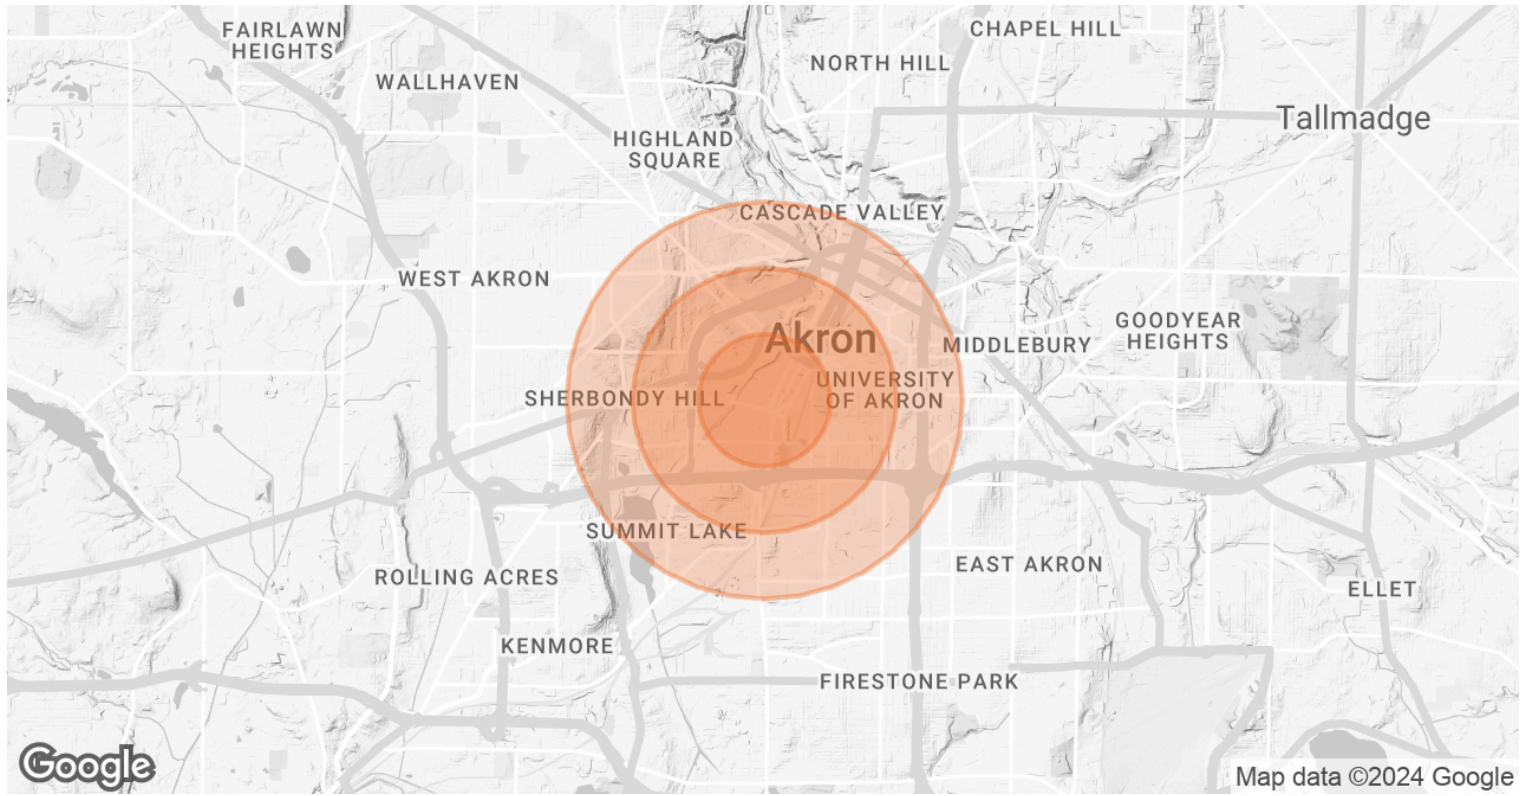 FAIRLAWN
HEIGHTS
CHAPEL HILL
NORTH HILL
WALLHAVEN
Tallmadge
HIGHLAND
SQUARE
CASCADE VALLEY
WEST AKRON
Akron
GOODYEAR
HEIGHTS
MIDDLEBURY
UNIVERSITY
OF AKRON
SHERBONDY HILL
SUMMIT LAKE
EAST AKRON
ROLLING ACRES
ELLET
KENMORE
FIRESTONE PARK
Google
Map data ©2024 Google